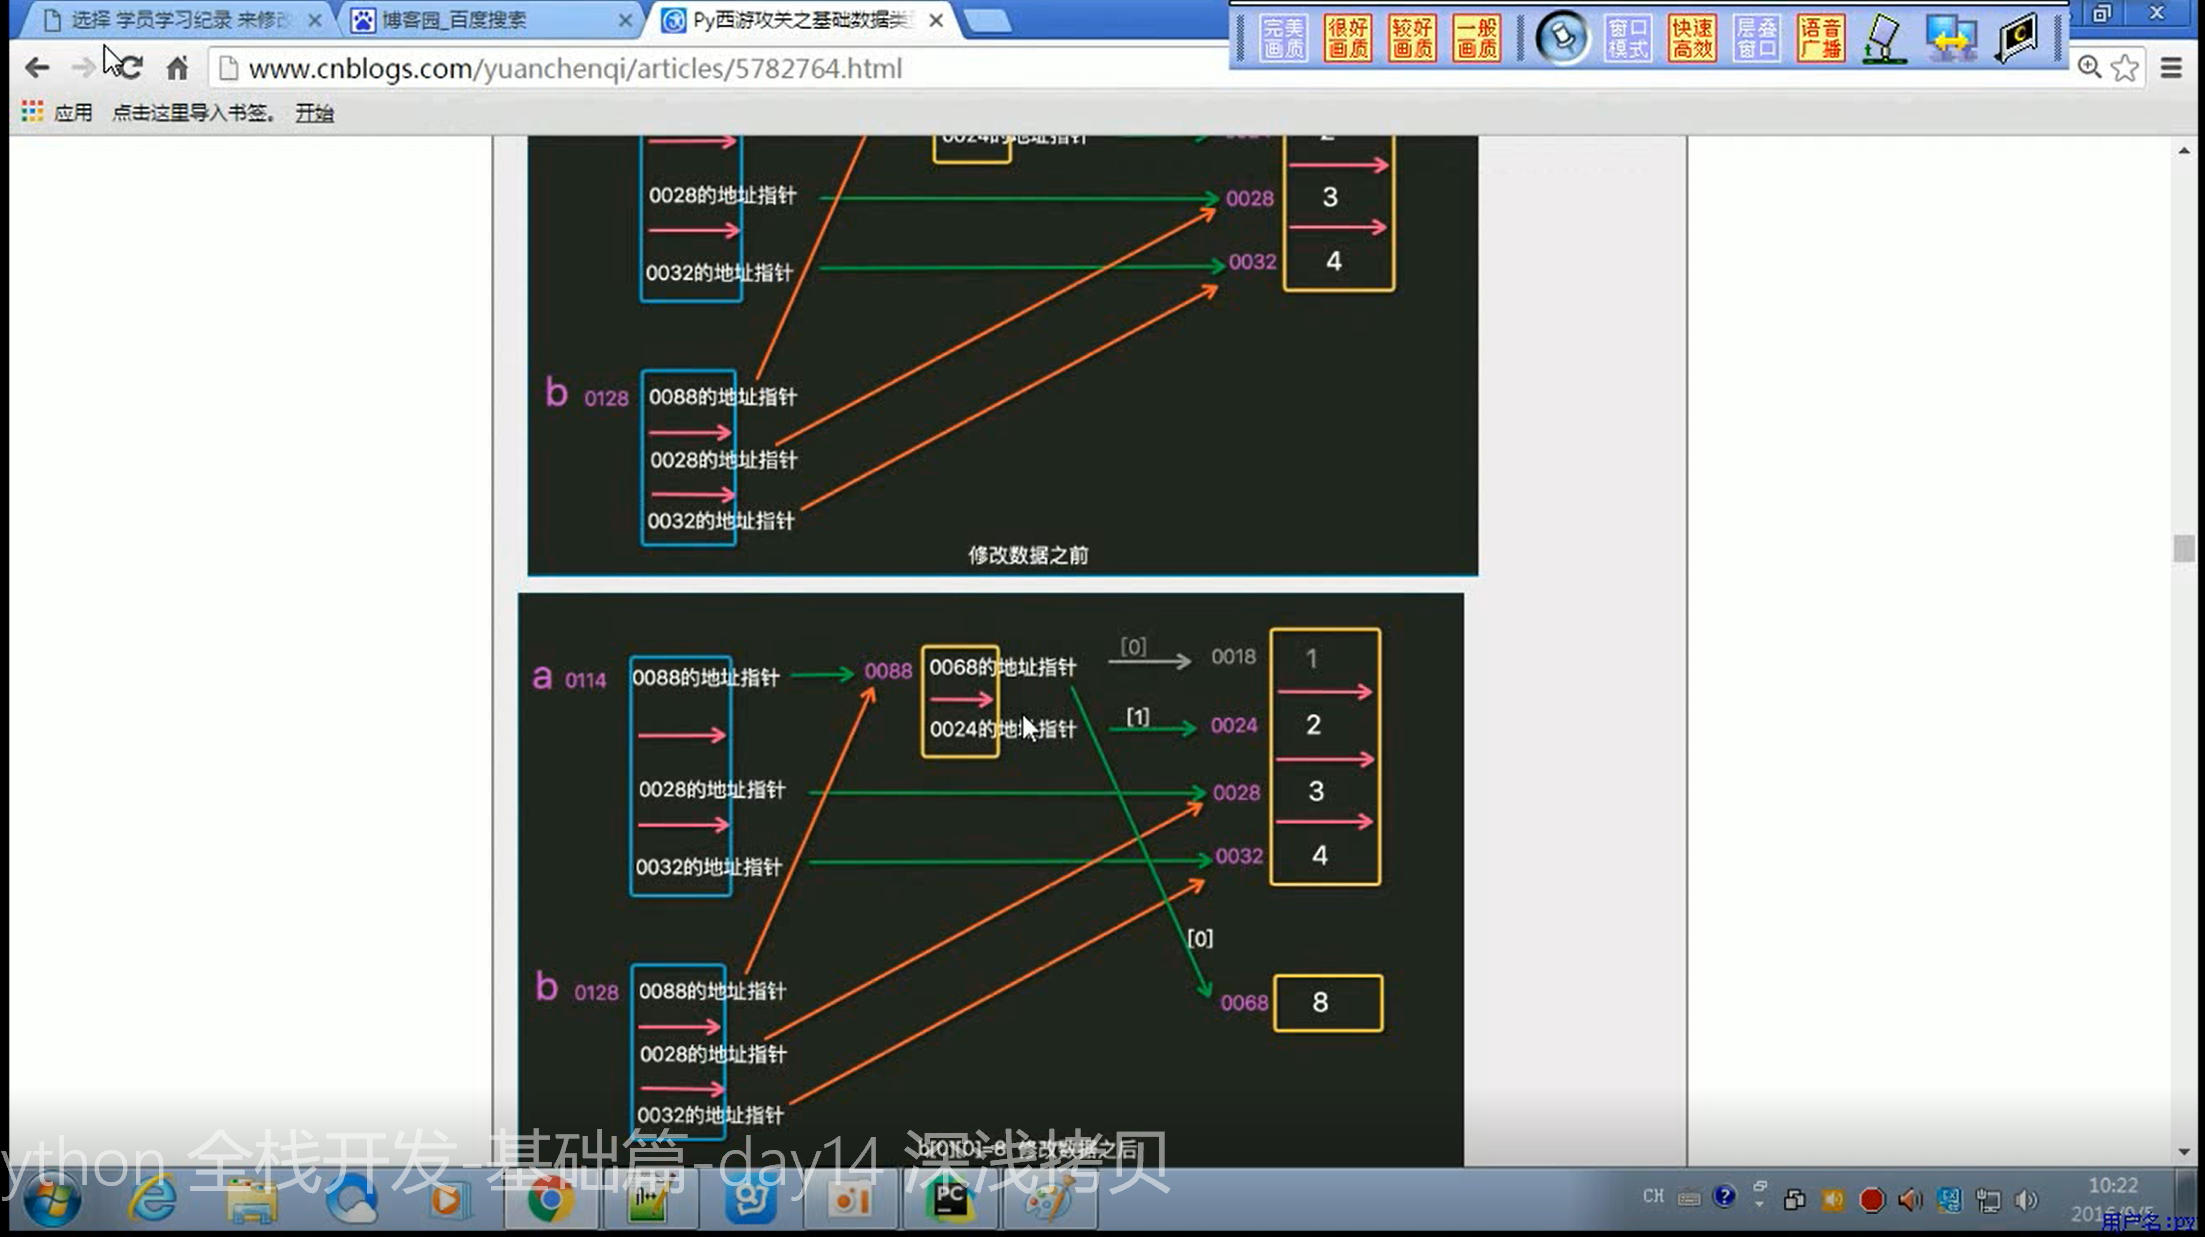 选择 学员学习纪录 来修改
博客园_百度搜索
Py西游攻关之基础数据类
完美画质
很好画质
较好画质
一般画质
窗口模式
快速高效
层叠窗口
语音广播
www.cnblogs.com/yuanchenqi/articles/5782764.html
应用
点击这里导入书签。
开始
0024的地址指针
2
0028的地址指针
0028
3
0032的地址指针
0032
4
b 0128
0088的地址指针
0028的地址指针
0032的地址指针
修改数据之前
a 0114
0088的地址指针
0088
0068的地址指针
[0]
0018
1
0024的地址指针
[1]
0024
2
0028的地址指针
0028
3
0032的地址指针
0032
4
[0]
b 0128
0088的地址指针
0068
8
0028的地址指针
0032的地址指针
b[0][0]=8 修改数据之后
ython 全栈开发-基础篇-day14 深浅拷贝
PC
CH
10:22
用户名:py